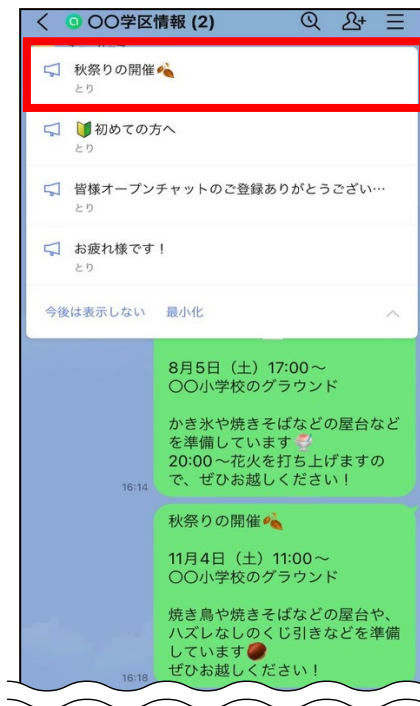 〇〇学区情報 (2)
秋祭りの開催🍂
とり
🔰初めての方へ
とり
皆様オープンチャットのご登録ありがとうござい…
とり
お疲れ様です！
とり
今後は表示しない 最小化
8月5日（土）17:00〜
〇〇小学校のグラウンド
かき氷や焼きそばなどの屋台など
を準備しています🍧
20:00〜花火を打ち上げますの
で、ぜひお越しください！
16:14
秋祭りの開催🍂
11月4日（土）11:00〜
〇〇小学校のグラウンド
焼き鳥や焼きそばなどの屋台や、
ハズレなしのくじ引きなどを準備
しています🌰
ぜひお越しください！
16:18